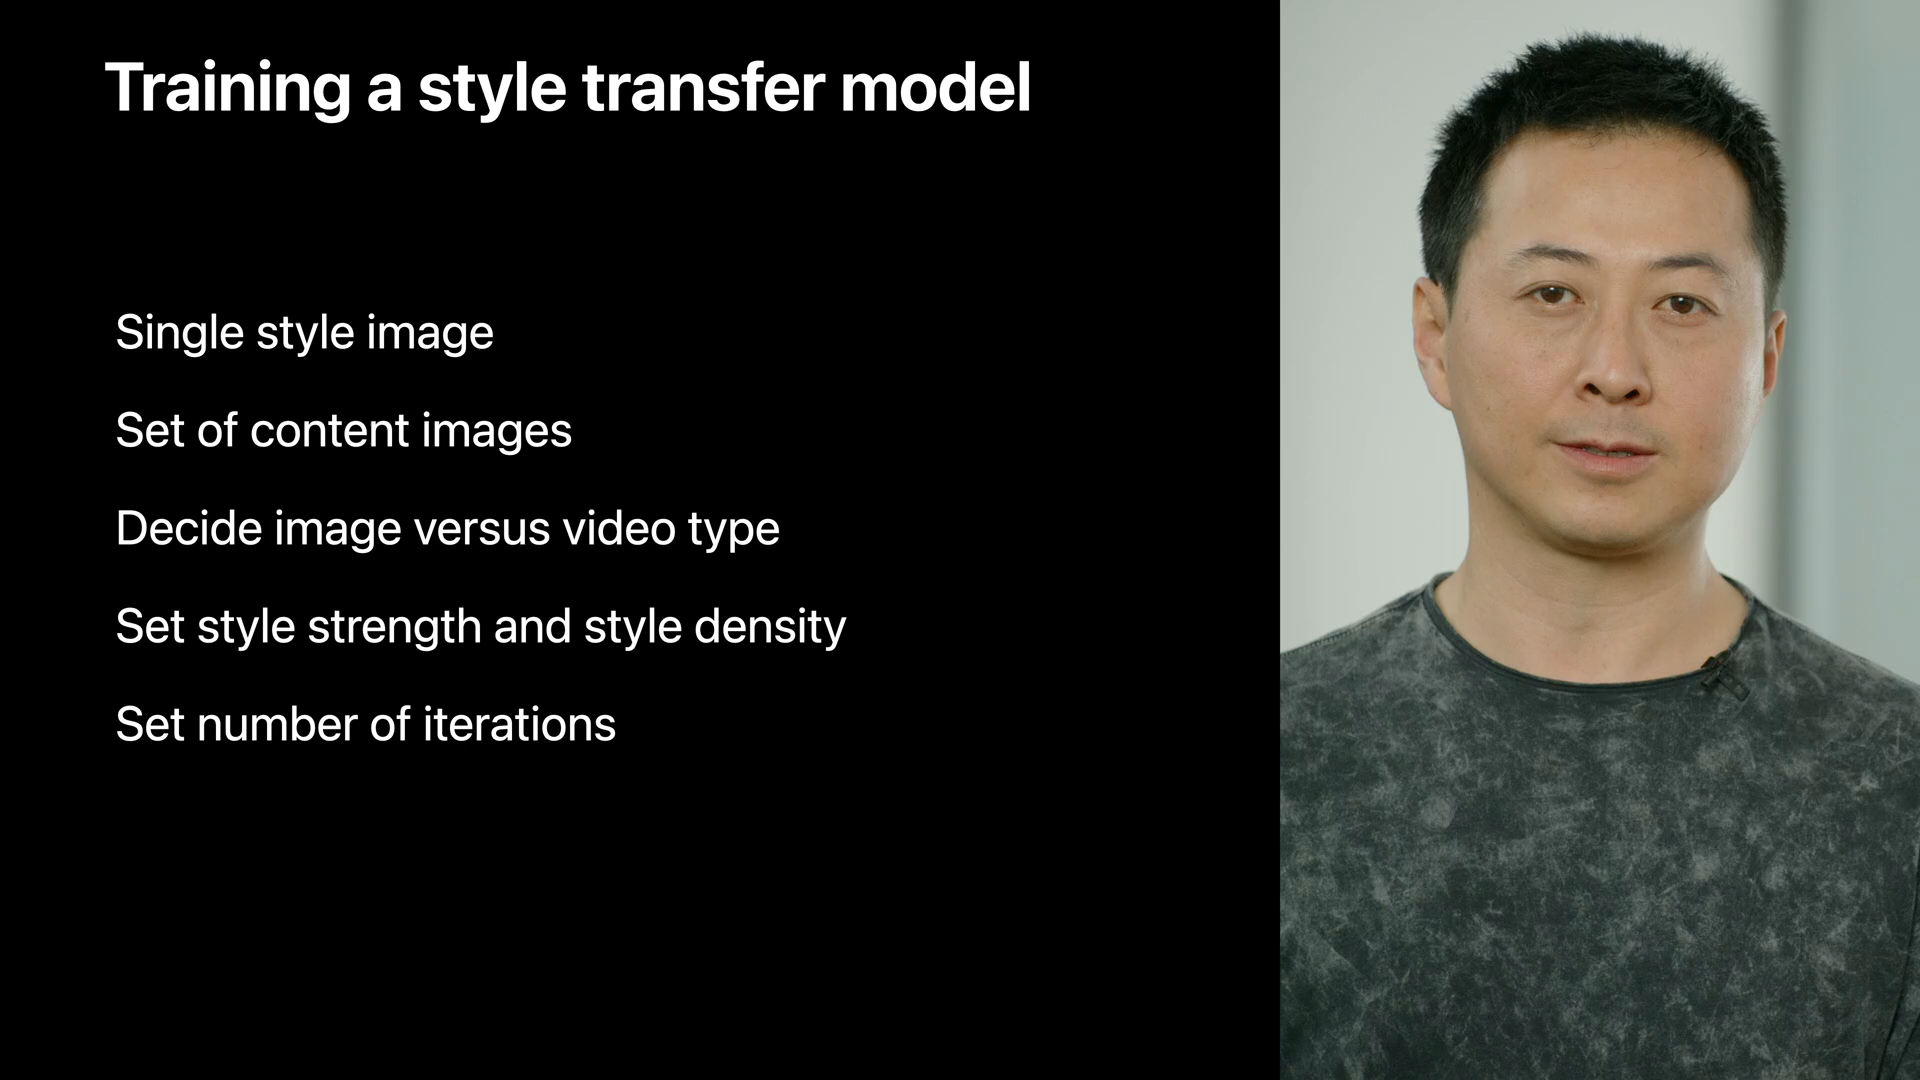 Training a style transfer model
Single style image
Set of content images
Decide image versus video type
Set style strength and style density
Set number of iterations